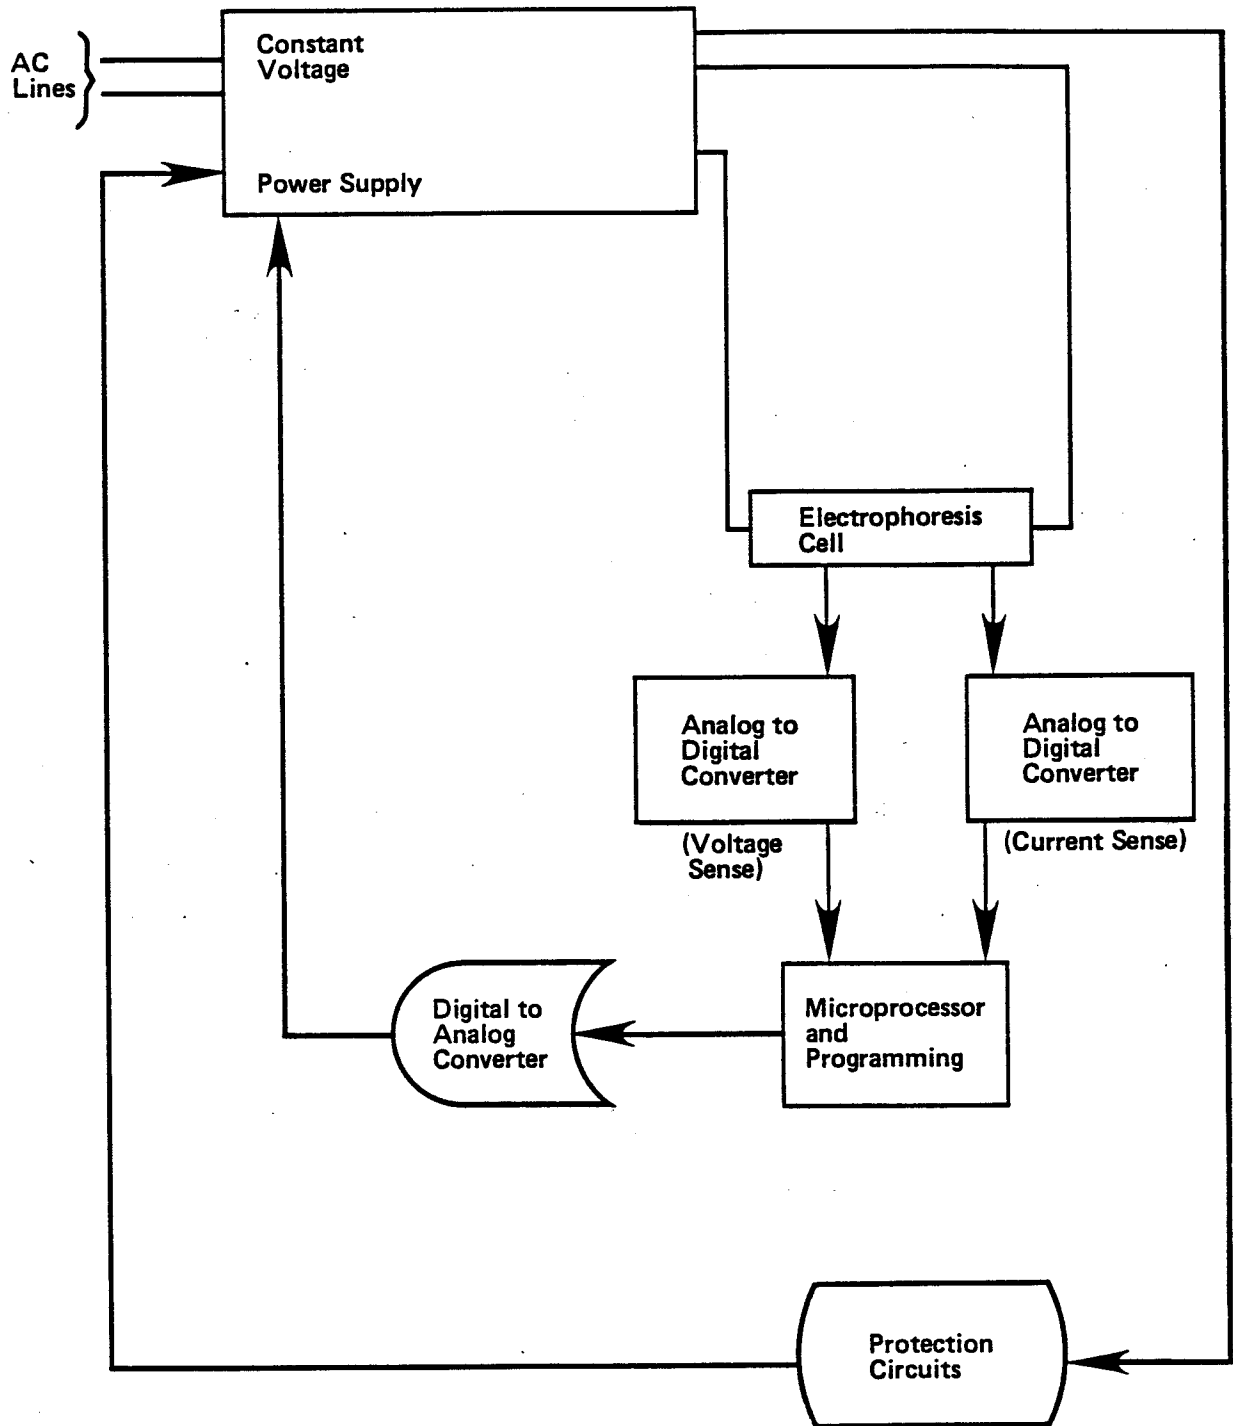 AC
Lines
Constant
Voltage
Power Supply
Electrophoresis
Cell
Analog to
Digital
Converter
(Voltage
Sense)
Analog to
Digital
Converter
(Current Sense)
Digital to
Analog
Converter
Microprocessor
and
Programming
Protection
Circuits